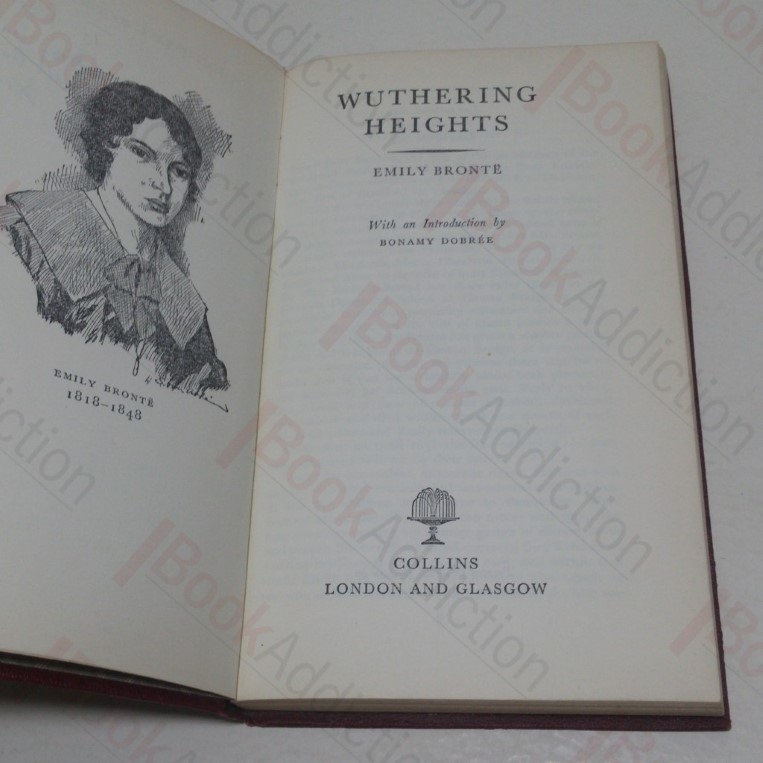 EMILY BRONTË
1818–1848
WUTHERING
HEIGHTS
EMILY BRONTË
With an Introduction by
BONAMY DOBRÉE
COLLINS
LONDON AND GLASGOW
BookAddiction